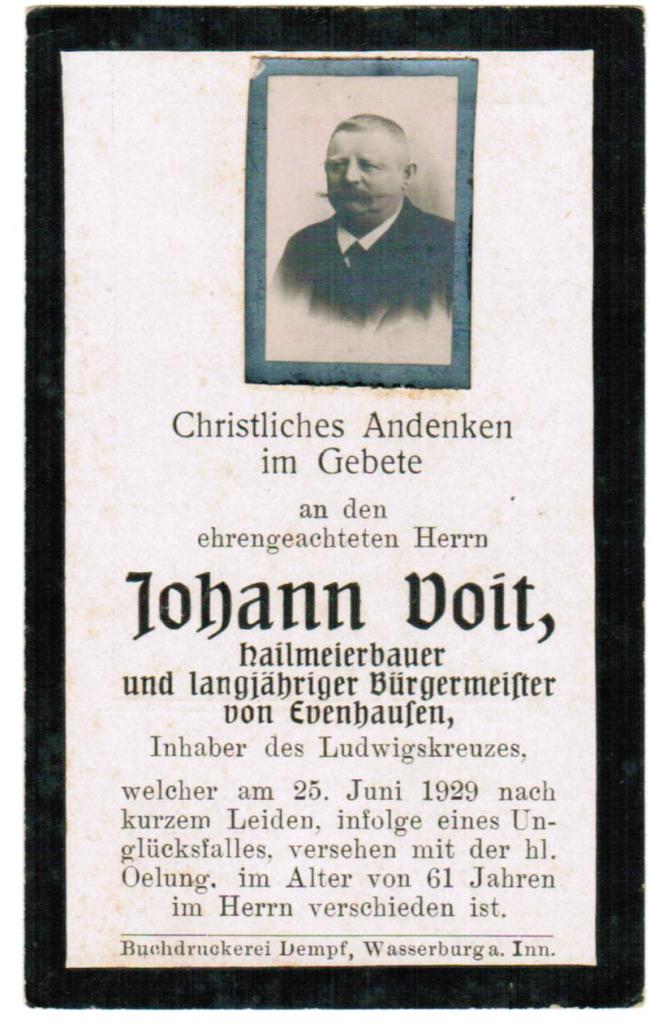 Christliches Andenken
im Gebete
an den
ehrengeachteten Herrn
Johann Voit,
Hailmeierbauer
und langjähriger Bürgermeiſter
von Evenhauſen,
Inhaber des Ludwigskreuzes,
welcher am 25. Juni 1929 nach
kurzem Leiden, infolge eines Un-
glücksfalles, versehen mit der hl.
Oelung, im Alter von 61 Jahren
im Herrn verschieden ist.
Buchdruckerei Dempf, Wasserburg a. Inn.